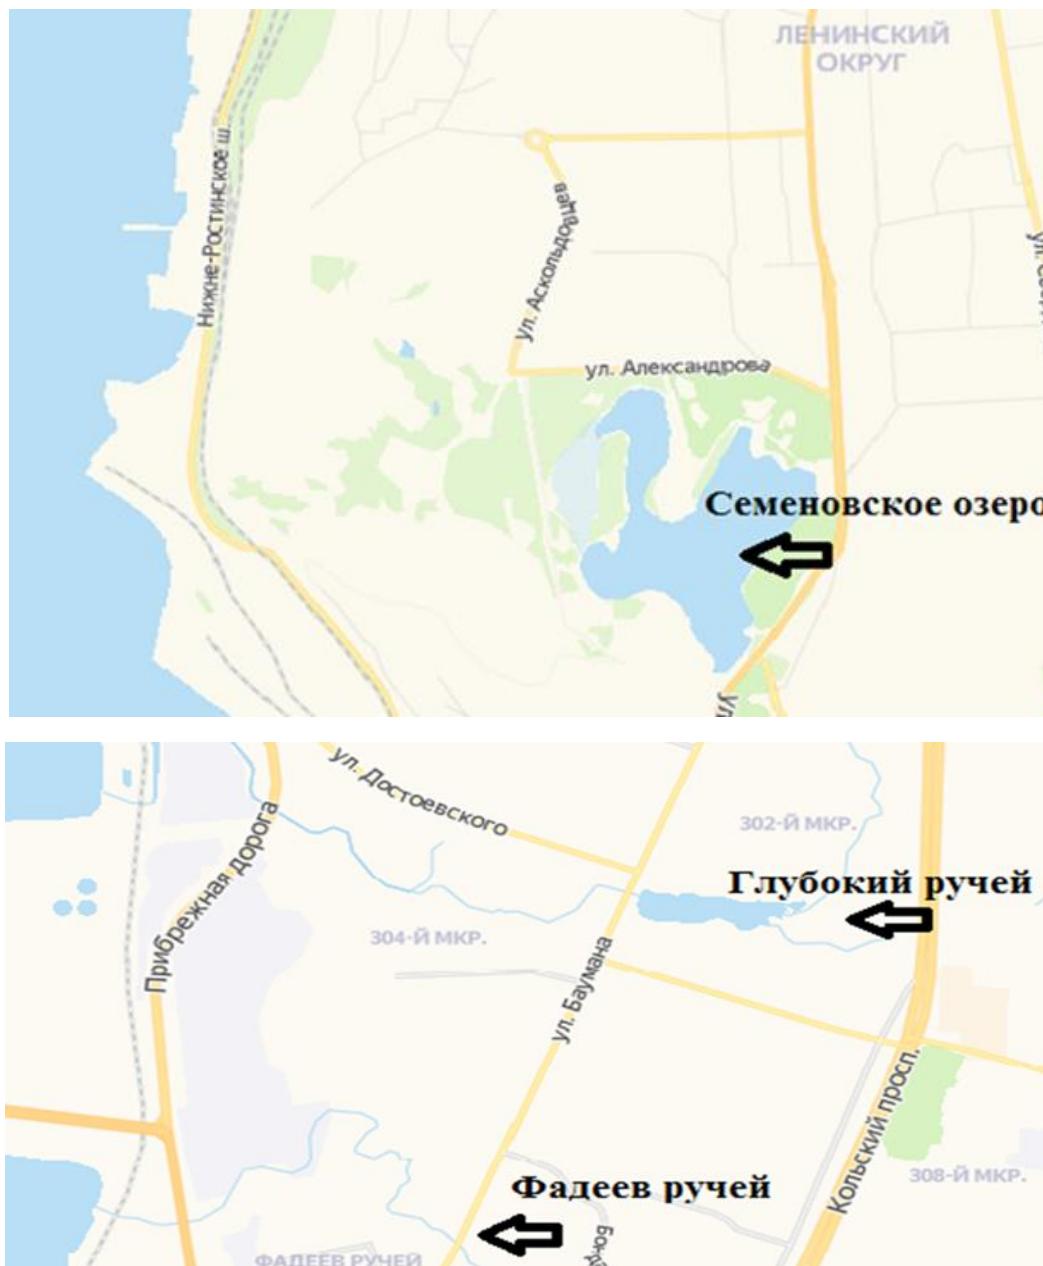 ЛЕНИНСКИЙ
ОКРУГ
Нижне-Ростинское ш.
ул. Аскольдовцев
ул. Александрова
Семеновское озеро
ул
ул. Достоевского
302-Й МКР.
Глубокий ручей
Прибрежная дорога
304-Й МКР.
ул. Баумана
Кольский просп.
308-Й МКР.
Фадеев ручей
ФАДЕЕВ РУЧЕЙ